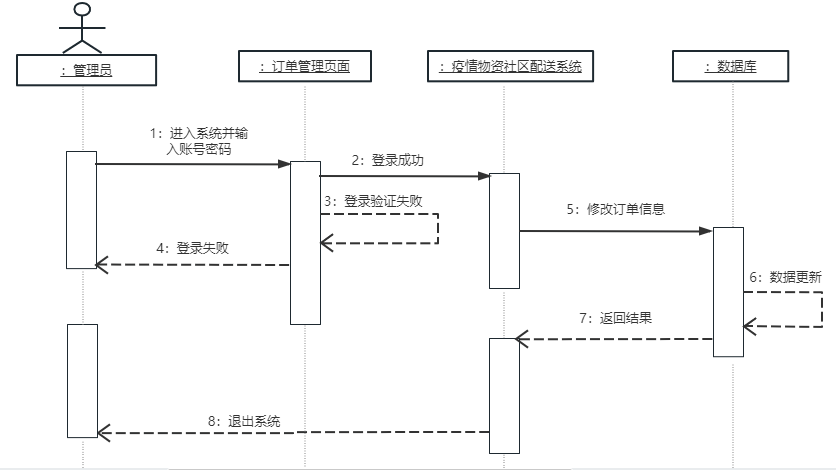 ：管理员
：订单管理页面
：疫情物资社区配送系统
：数据库
1：进入系统并输
入账号密码
2：登录成功
3：登录验证失败
4：登录失败
5：修改订单信息
6：数据更新
7：返回结果
8：退出系统